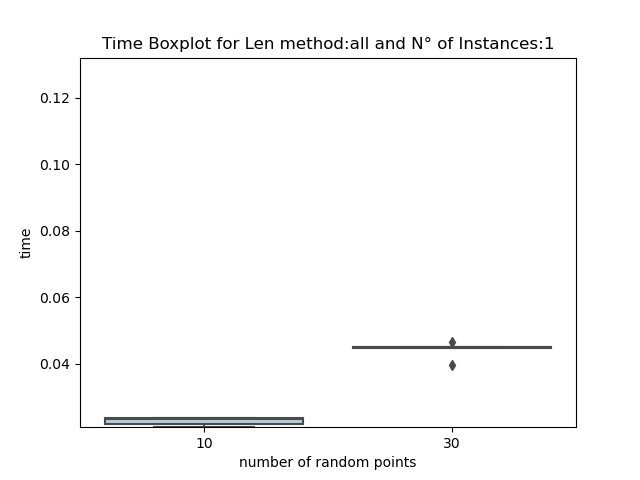 Time Boxplot for Len method:all and N° of Instances:1
0.12
0.10
0.08
0.06
0.04
time
10 30
number of random points